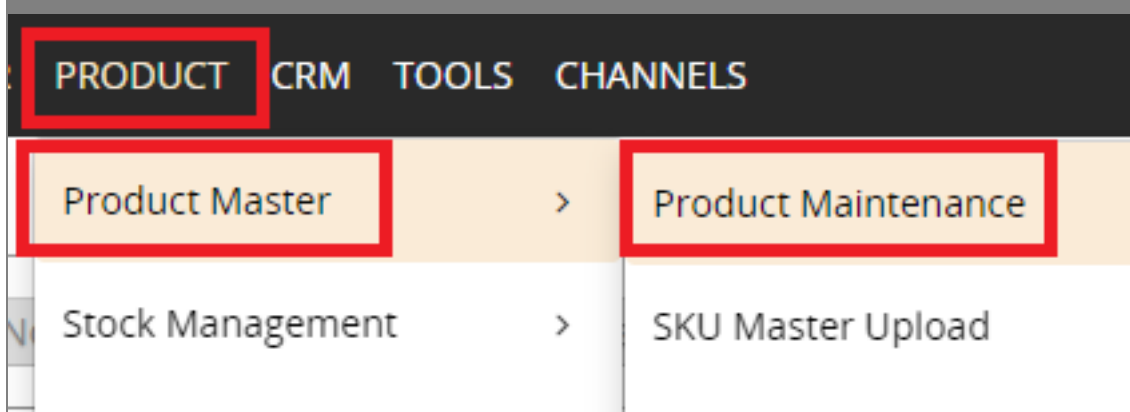 PRODUCT CRM TOOLS CHANNELS
Product Master > Product Maintenance
Stock Management > SKU Master Upload